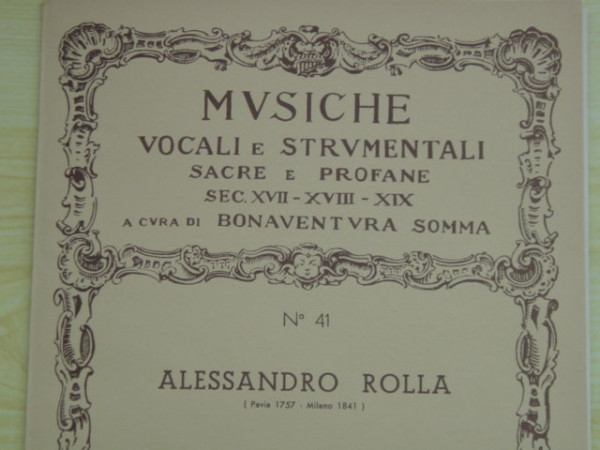 MVSICHE
VOCALI E STRVMENTALI
SACRE E PROFANE
SEC. XVII - XVIII - XIX
A CVRA DI BONAVENTVRA SOMMA
Nº 41
ALESSANDRO ROLLA
( Pavia 1757 - Milano 1841 )